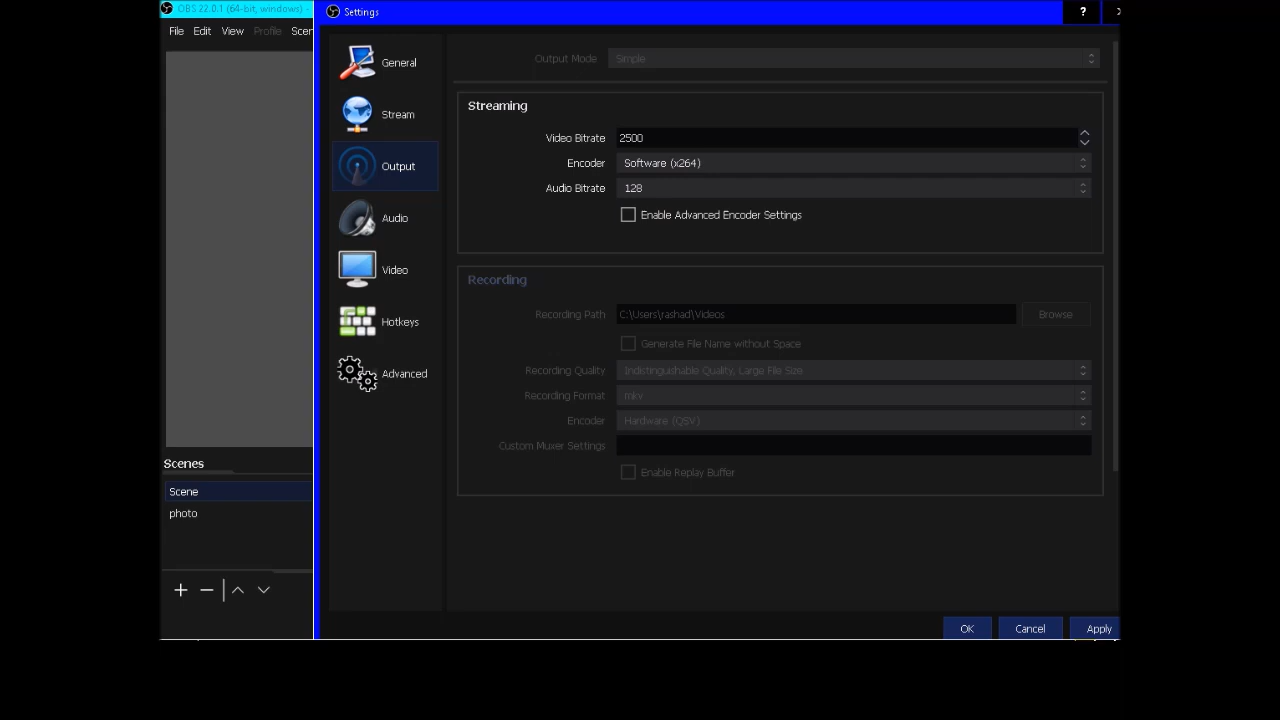 OBS 22.0.1 (64-bit, windows) -
Settings
?
File Edit View Profile Scen
General
Stream
Output
Audio
Video
Hotkeys
Advanced
Output Mode Simple
Streaming
Video Bitrate 2500
Encoder Software (x264)
Audio Bitrate 128
Enable Advanced Encoder Settings
Recording
Recording Path C:\Users\rashad\Videos Browse
Generate File Name without Space
Recording Quality Indistinguishable Quality, Large File Size
Recording Format mkv
Encoder Hardware (QSV)
Custom Muxer Settings
Enable Replay Buffer
Scenes
Scene
photo
OK Cancel Apply